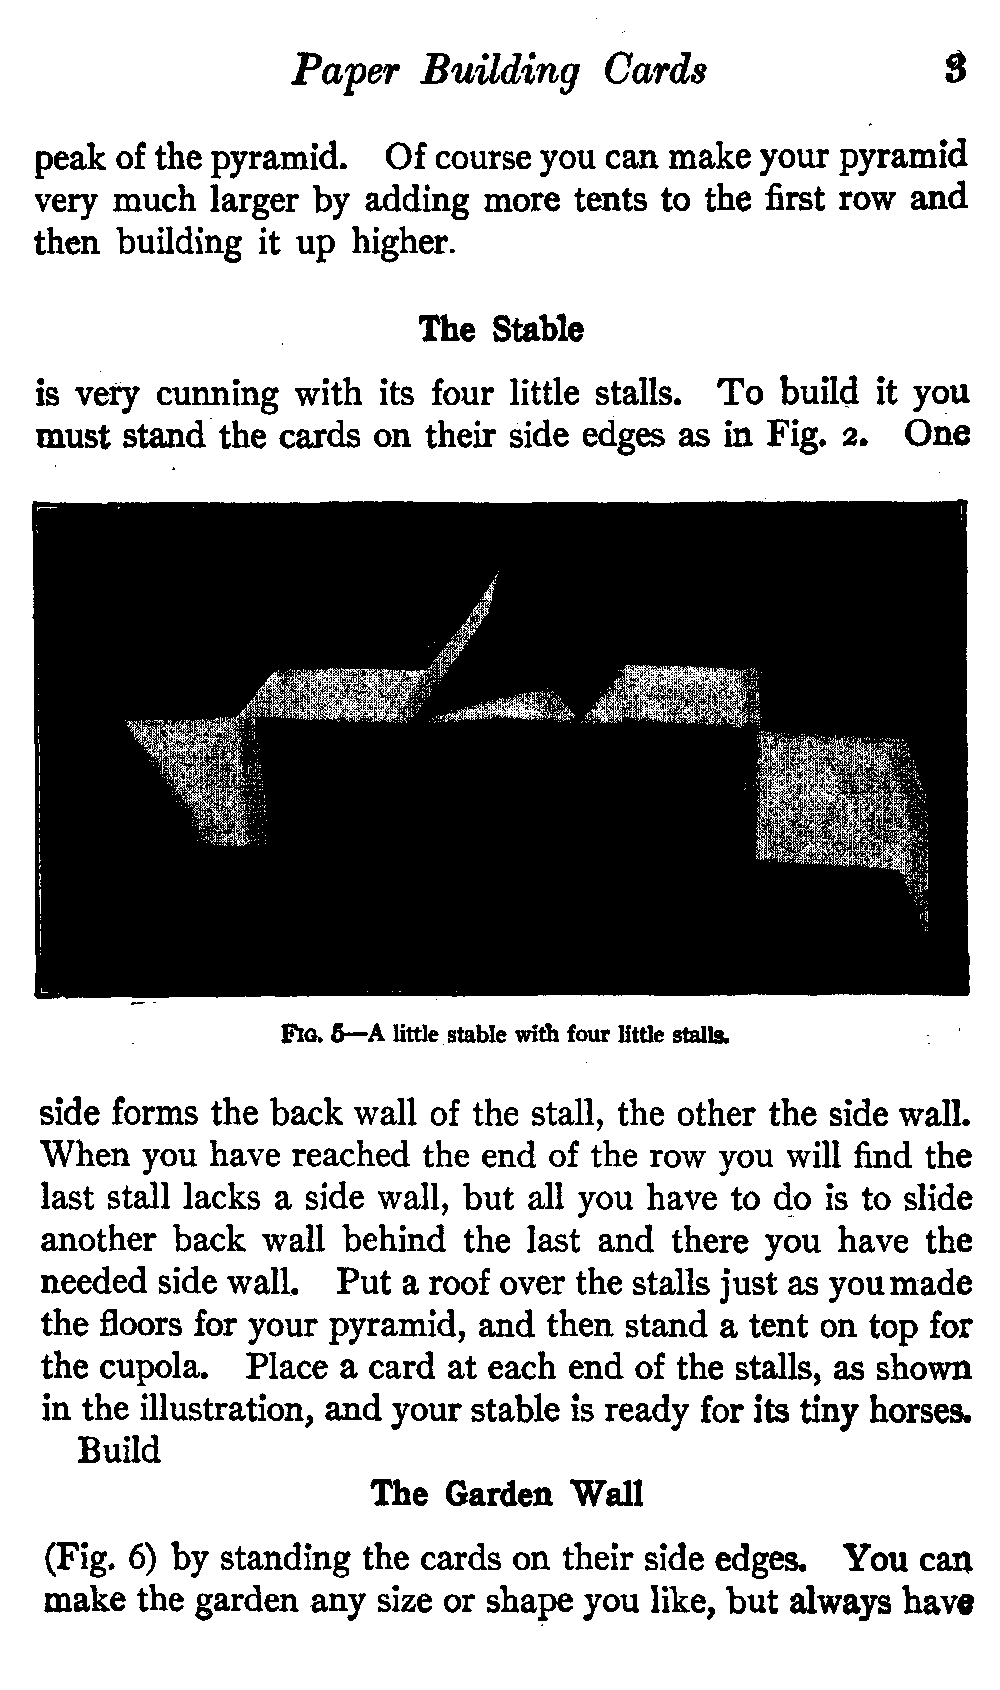 Paper Building Cards 3
peak of the pyramid. Of course you can make your pyramid
very much larger by adding more tents to the first row and
then building it up higher.
The Stable
is very cunning with its four little stalls. To build it you
must stand the cards on their side edges as in Fig. 2. One
Fig. 5—A little stable with four little stalls.
side forms the back wall of the stall, the other the side wall.
When you have reached the end of the row you will find the
last stall lacks a side wall, but all you have to do is to slide
another back wall behind the last and there you have the
needed side wall. Put a roof over the stalls just as you made
the floors for your pyramid, and then stand a tent on top for
the cupola. Place a card at each end of the stalls, as shown
in the illustration, and your stable is ready for its tiny horses.
Build
The Garden Wall
(Fig. 6) by standing the cards on their side edges. You can
make the garden any size or shape you like, but always have